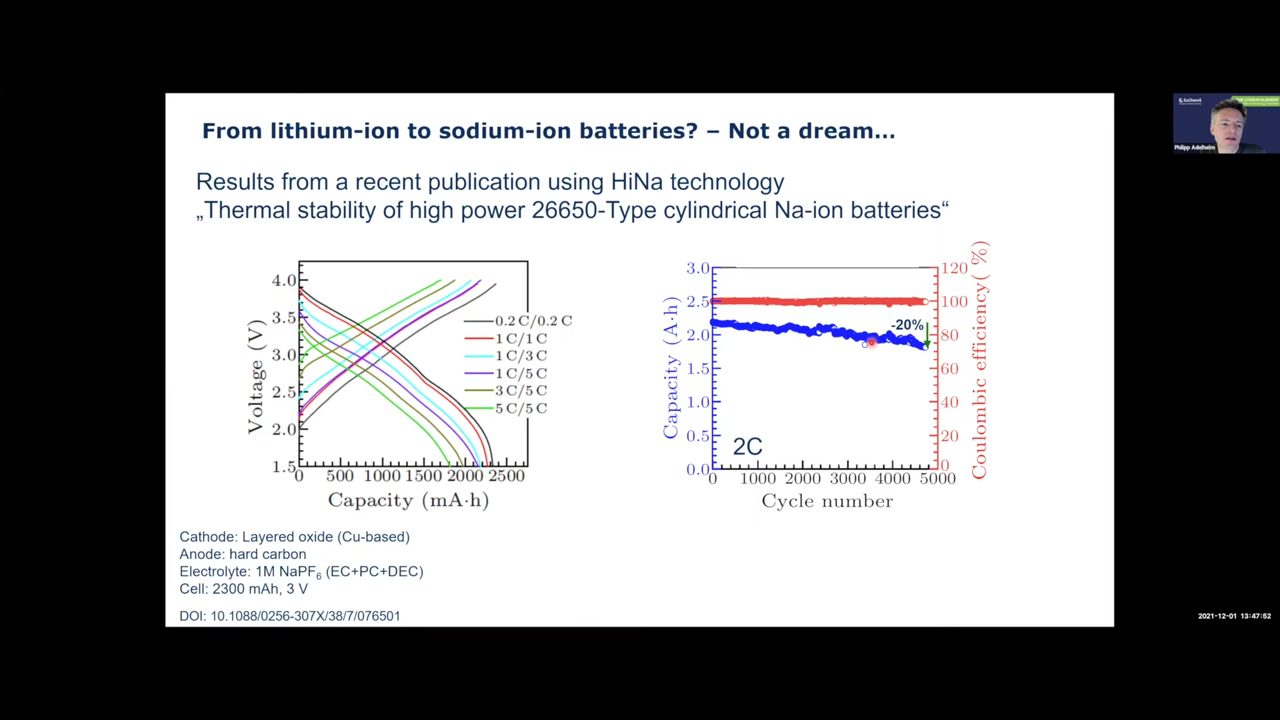 From lithium-ion to sodium-ion batteries? – Not a dream...
Results from a recent publication using HiNa technology
„Thermal stability of high power 26650-Type cylindrical Na-ion batteries“
4.0
3.5
3.0
2.5
2.0
1.5
Voltage (V)
0 500 1000 1500 2000 2500
Capacity (mA·h)
0.2 C/0.2 C
1 C/1 C
1 C/3 C
1 C/5 C
3 C/5 C
5 C/5 C
3.0
2.5
2.0
1.5
1.0
0.5
0.0
Capacity (A·h)
-20%
2C
0 1000 2000 3000 4000 5000
Cycle number
120
100
80
60
40
20
0
Coulombic efficiency( %)
Cathode: Layered oxide (Cu-based)
Anode: hard carbon
Electrolyte: 1M NaPF6 (EC+PC+DEC)
Cell: 2300 mAh, 3 V
DOI: 10.1088/0256-307X/38/7/076501
EuChemS
Philipp Adelhelm
2021-12-01 13:47:52